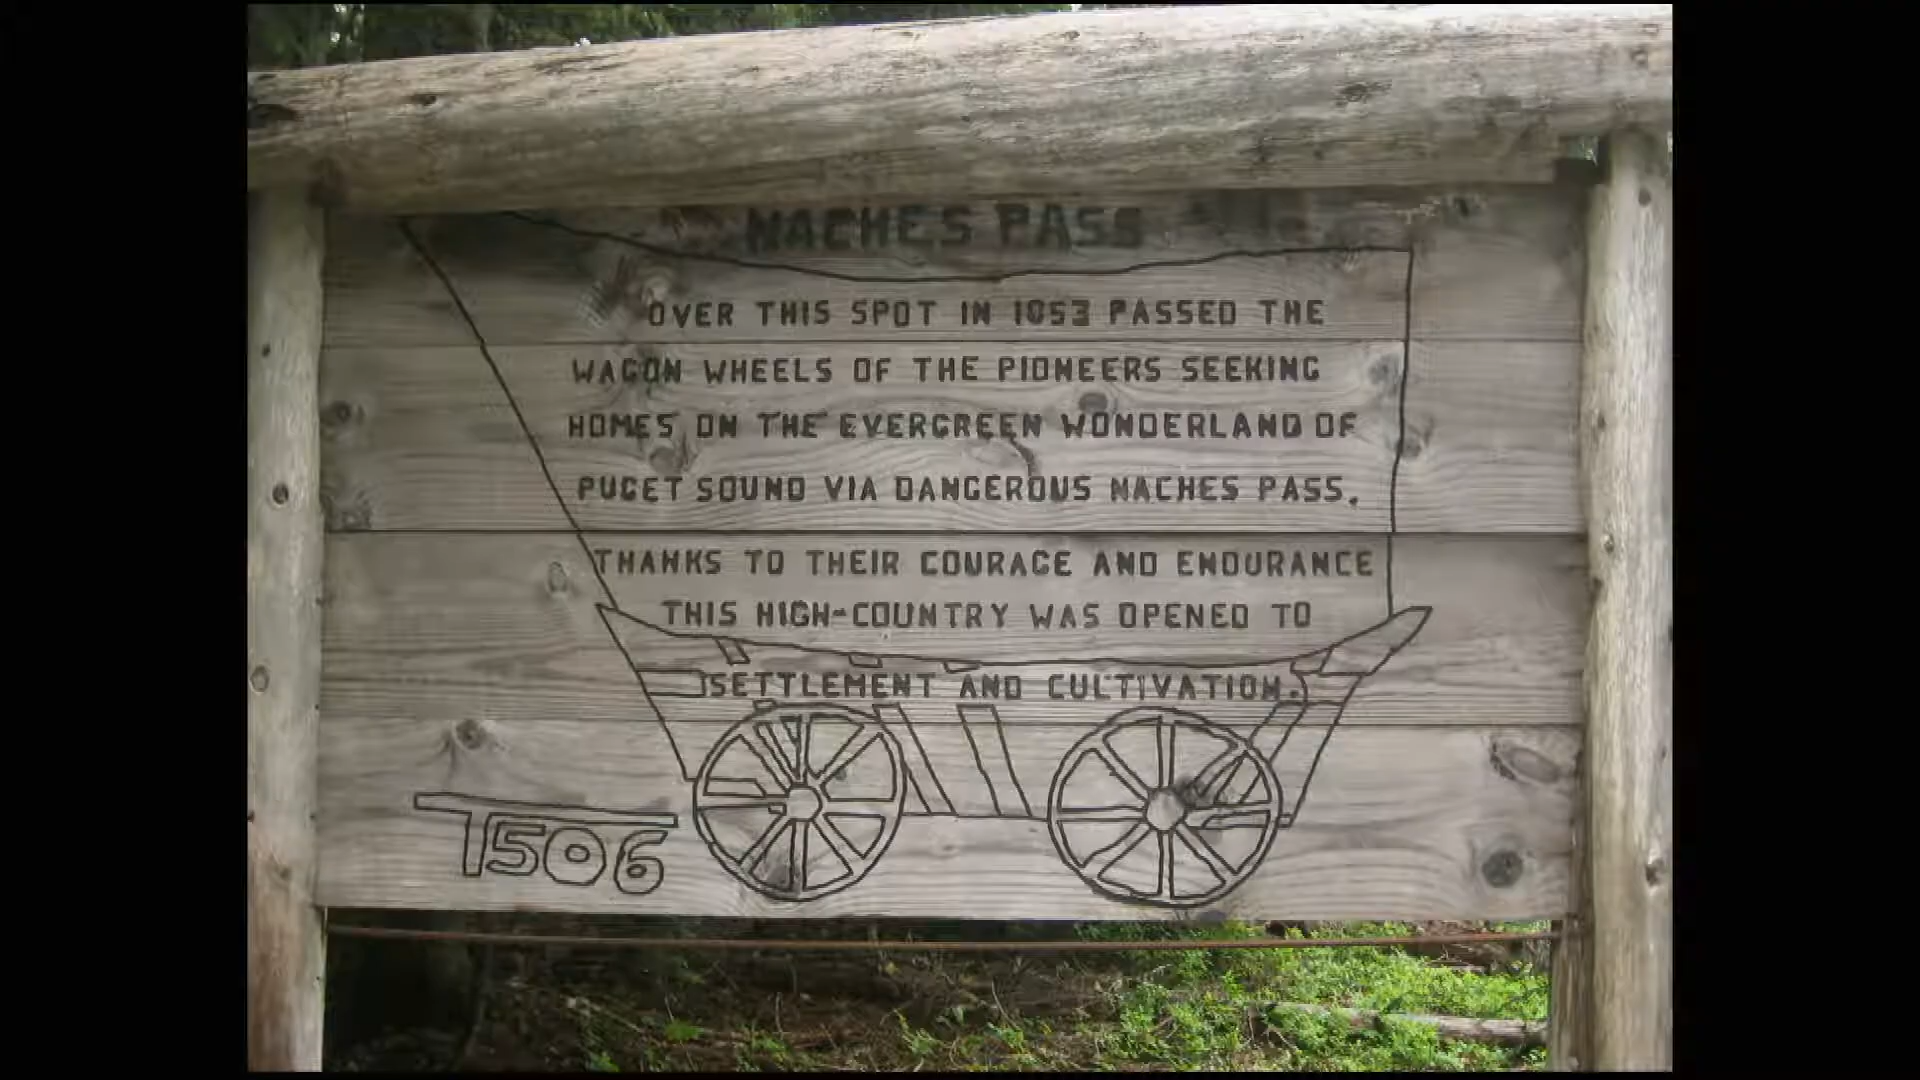 NACHES PASS
OVER THIS SPOT IN 1853 PASSED THE
WAGON WHEELS OF THE PIONEERS SEEKING
HOMES ON THE EVERGREEN WONDERLAND OF
PUGET SOUND VIA DANGEROUS NACHES PASS.
THANKS TO THEIR COURAGE AND ENDURANCE
THIS HIGH-COUNTRY WAS OPENED TO
SETTLEMENT AND CULTIVATION.
T506